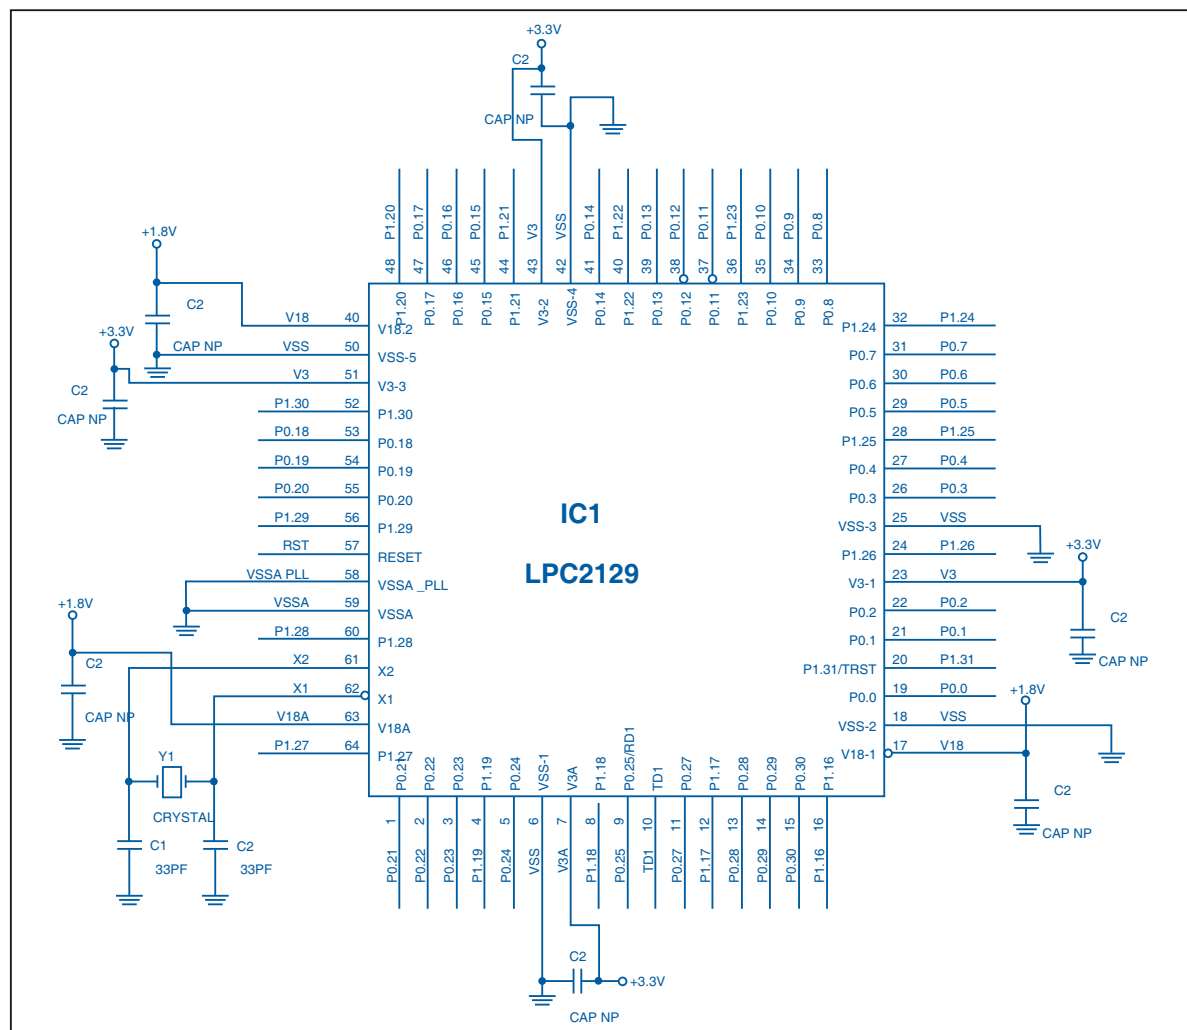 +3.3V
C2
CAP NP
P1.20
P0.17
P0.16
P0.15
P1.21
V3
VSS
P0.14
P1.22
P0.13
P0.12
P0.11
P1.23
P0.10
P0.9
P0.8
48
47
46
45
44
43
42
41
40
39
38
37
36
35
34
33
P1.20
P0.17
P0.16
P0.15
P1.21
V3-2
VSS-4
P0.14
P1.22
P0.13
P0.12
P0.11
P1.23
P0.10
P0.9
P0.8
+1.8V
C2
CAP NP
+3.3V
C2
CAP NP
V18 40 V18.2
VSS 50 VSS-5
V3 51 V3-3
P1.30 52 P1.30
P0.18 53 P0.18
P0.19 54 P0.19
P0.20 55 P0.20
P1.29 56 P1.29
RST 57 RESET
VSSA PLL 58 VSSA _PLL
VSSA 59 VSSA
P1.28 60 P1.28
X2 61 X2
X1 62 X1
V18A 63 V18A
P1.27 64 P1.27
+1.8V
C2
CAP NP
Y1
CRYSTAL
C1
33PF
C2
33PF
IC1
LPC2129
P1.24 32 P1.24
P0.7 31 P0.7
P0.6 30 P0.6
P0.5 29 P0.5
P1.25 28 P1.25
P0.4 27 P0.4
P0.3 26 P0.3
VSS-3 25 VSS
P1.26 24 P1.26
V3-1 23 V3
P0.2 22 P0.2
P0.1 21 P0.1
P1.31/TRST 20 P1.31
P0.0 19 P0.0
VSS-2 18 VSS
V18-1 17 V18
+3.3V
C2
CAP NP
+1.8V
C2
CAP NP
P0.21
P0.22
P0.23
P1.19
P0.24
VSS-1
V3A
P1.18
P0.25/RD1
TD1
P0.27
P1.17
P0.28
P0.29
P0.30
P1.16
1
2
3
4
5
6
7
8
9
10
11
12
13
14
15
16
P0.21
P0.22
P0.23
P1.19
P0.24
VSS
V3A
P1.18
P0.25
TD1
P0.27
P1.17
P0.28
P0.29
P0.30
P1.16
C2
+3.3V
CAP NP